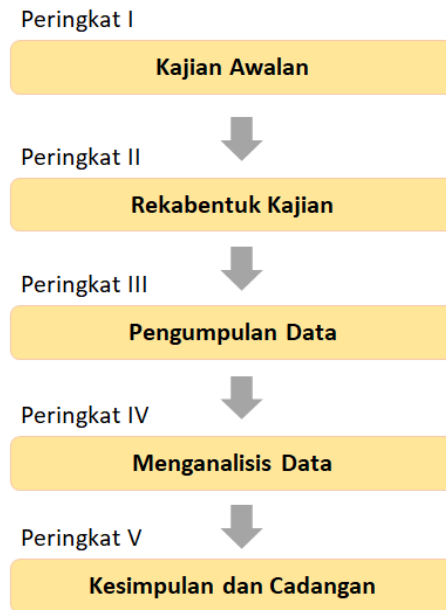 Peringkat I
Kajian Awalan
Peringkat II
Rekabentuk Kajian
Peringkat III
Pengumpulan Data
Peringkat IV
Menganalisis Data
Peringkat V
Kesimpulan dan Cadangan